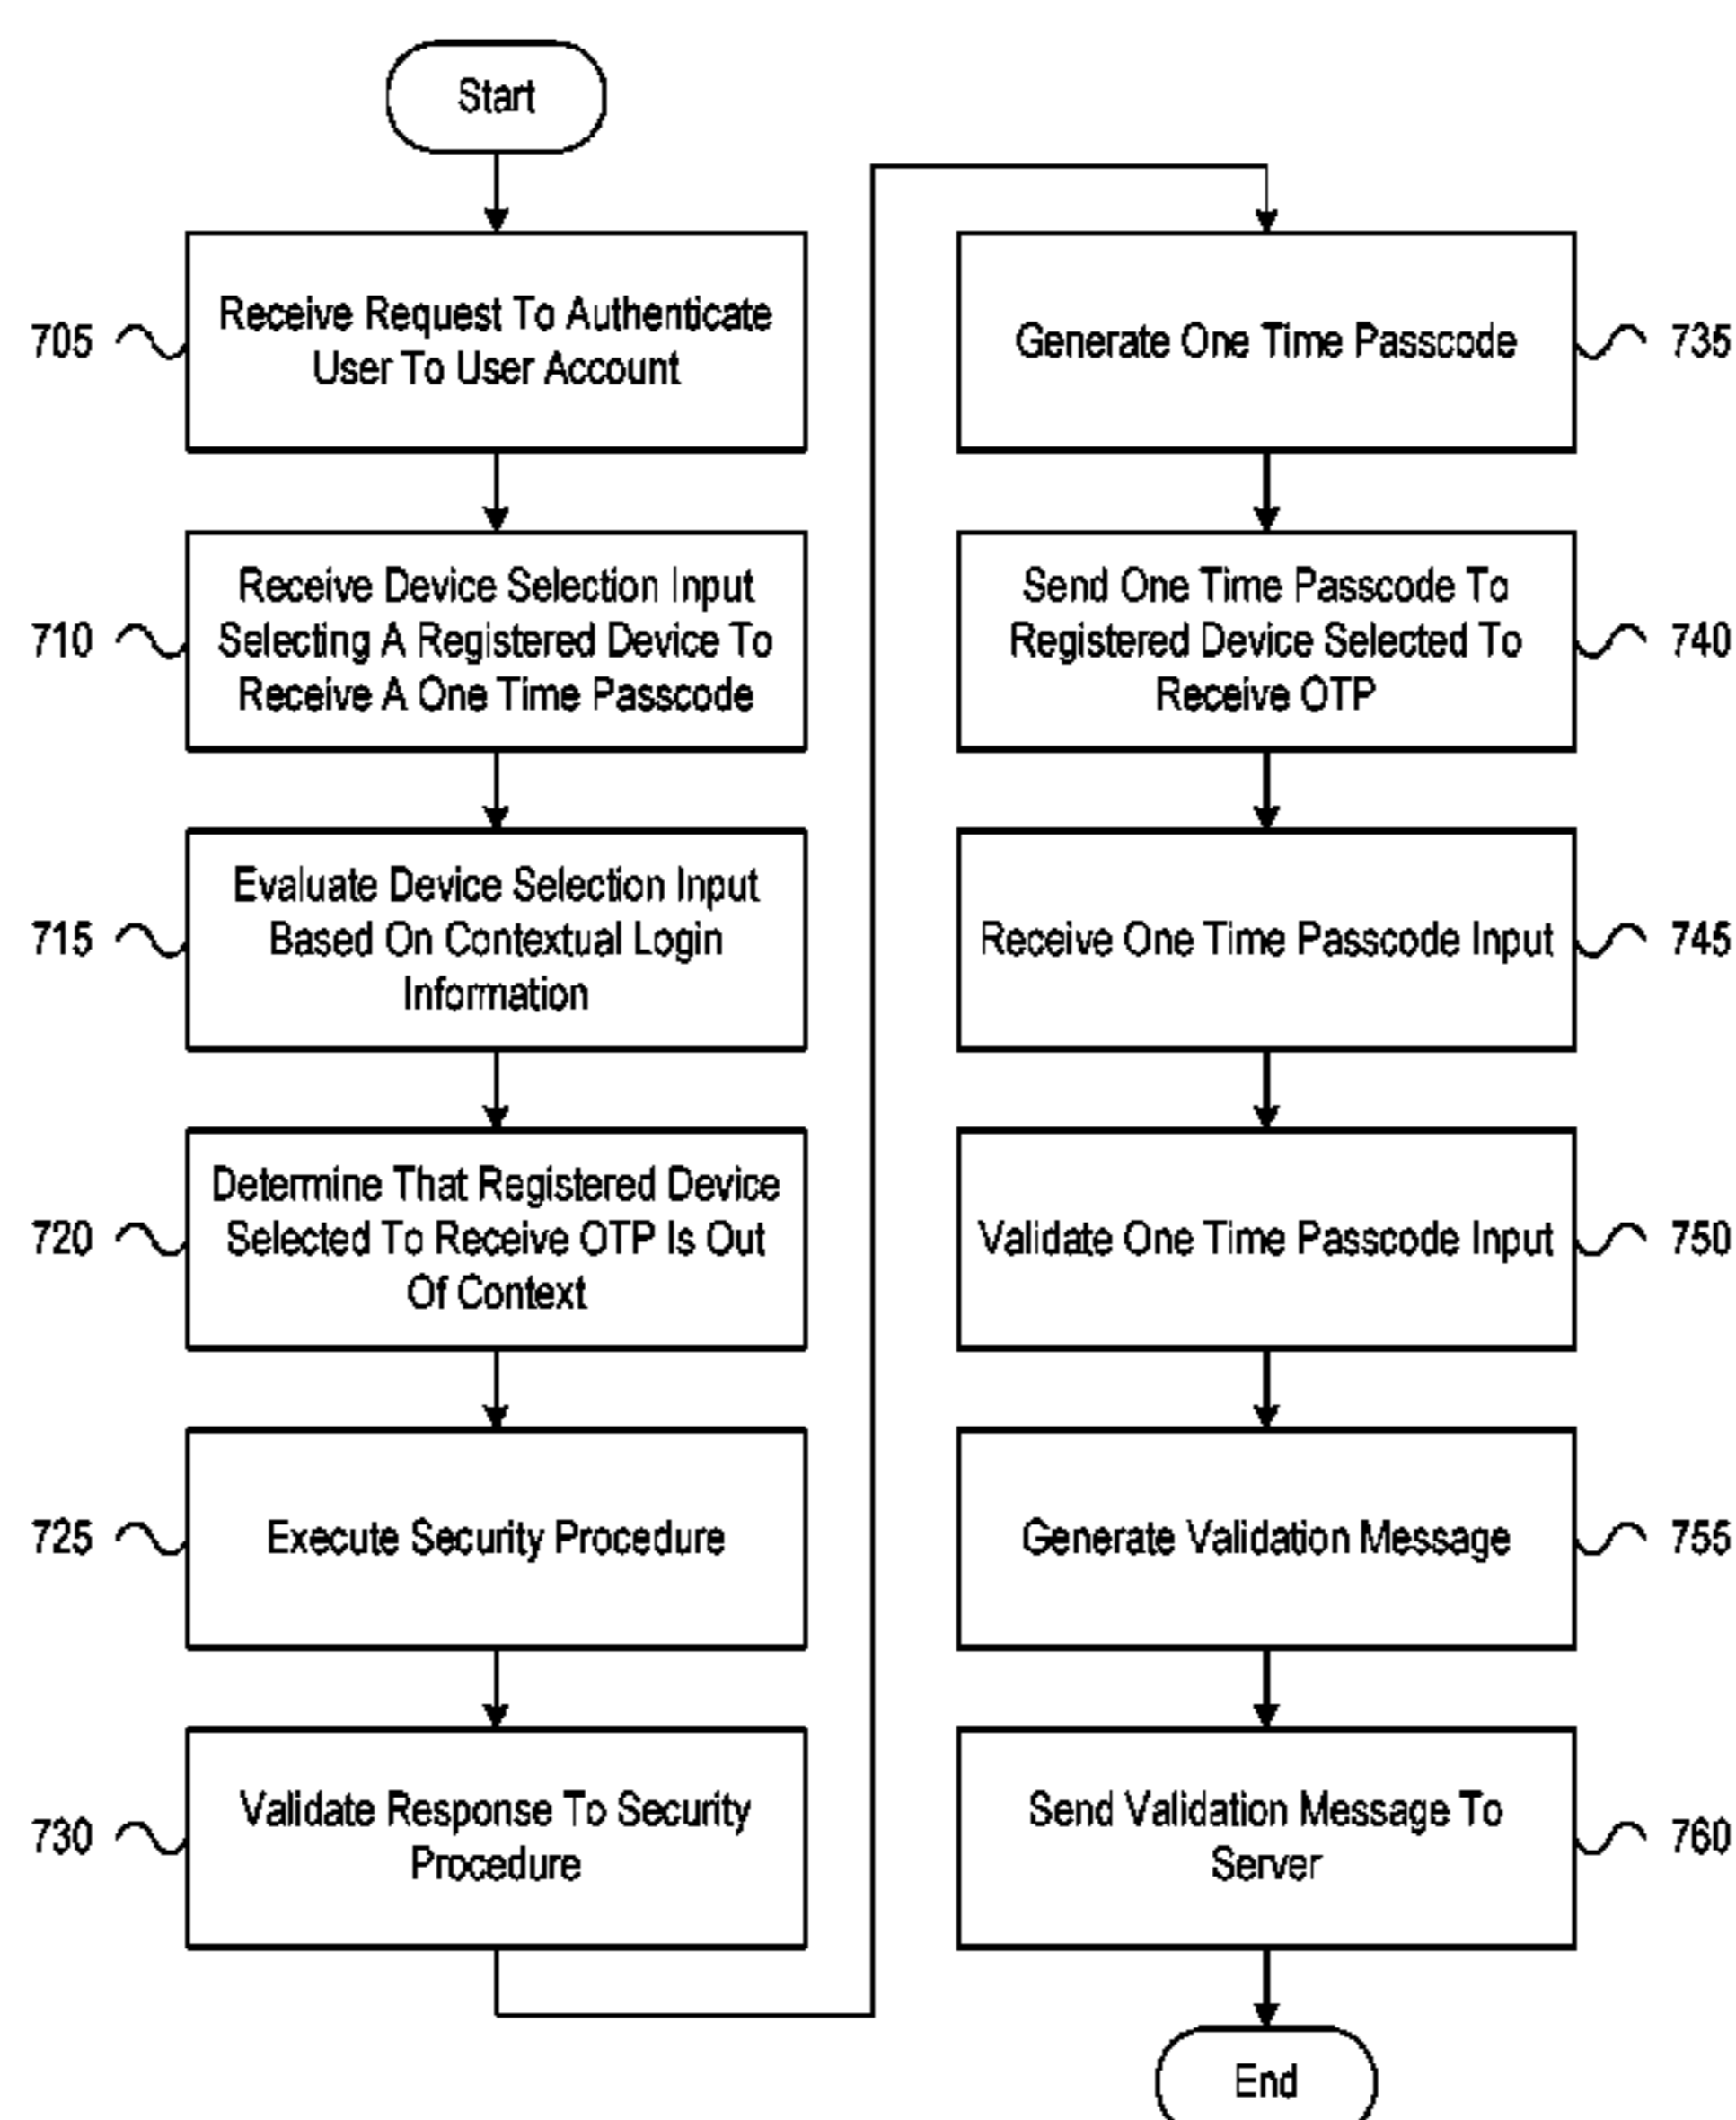 Start
705
Receive Request To Authenticate
User To User Account
710
Receive Device Selection Input
Selecting A Registered Device To
Receive A One Time Passcode
715
Evaluate Device Selection Input
Based On Contextual Login
Information
720
Determine That Registered Device
Selected To Receive OTP Is Out
Of Context
725
Execute Security Procedure
730
Validate Response To Security
Procedure
Generate One Time Passcode
735
Send One Time Passcode To
Registered Device Selected To
Receive OTP
740
Receive One Time Passcode Input
745
Validate One Time Passcode Input
750
Generate Validation Message
755
Send Validation Message To
Server
760
End